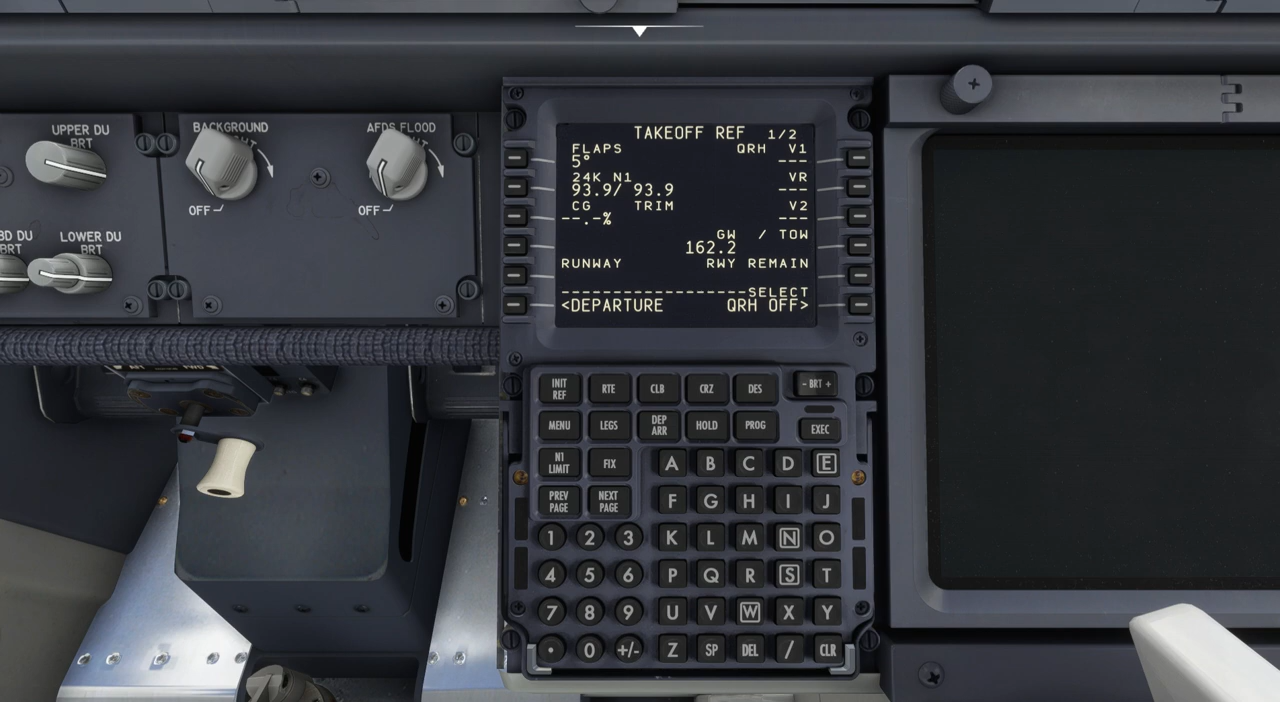 UPPER DU
BRT
BACKGROUND
AFDS FLOOD
OFF
OFF
BD DU
BRT
LOWER DU
BRT
TAKEOFF REF 1/2
FLAPS QRH V1
5° ---
24K N1 VR
93.9/ 93.9 ---
CG TRIM V2
--.-% ---
GW / TOW
162.2
RUNWAY RWY REMAIN
-----------------SELECT
<DEPARTURE QRH OFF>
INIT REF RTE CLB CRZ DES - BRT +
MENU LEGS DEP ARR HOLD PROG EXEC
N1 LIMIT FIX A B C D E
PREV PAGE NEXT PAGE F G H I J
1 2 3 K L M N O
4 5 6 P Q R S T
7 8 9 U V W X Y
. 0 +/- Z SP DEL / CLR